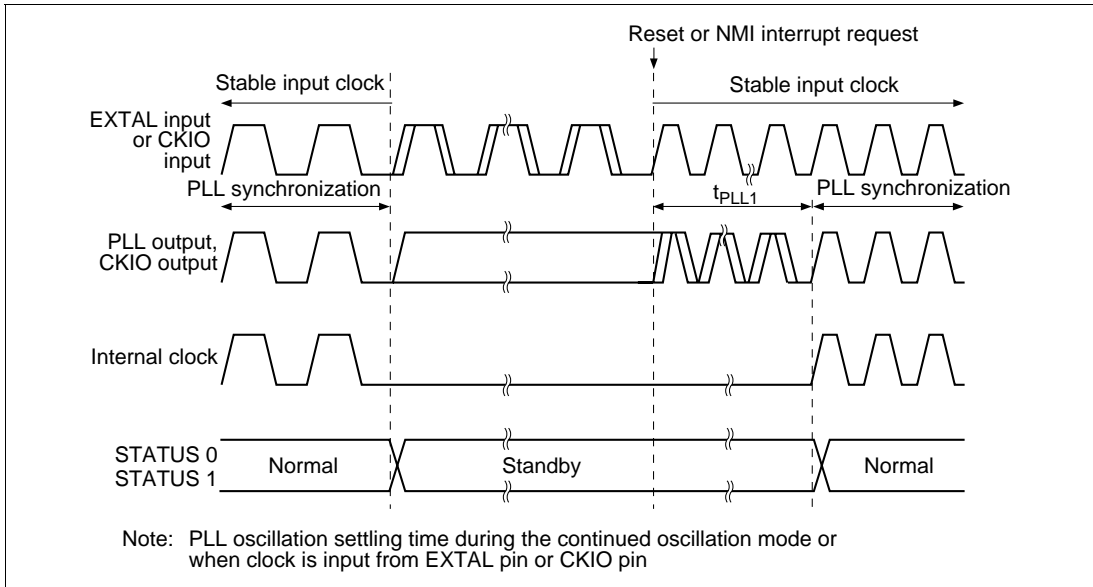 Reset or NMI interrupt request
Stable input clock
Stable input clock
EXTAL input
or CKIO
input
PLL synchronization
tPLL1
PLL synchronization
PLL output,
CKIO output
Internal clock
STATUS 0
STATUS 1
Normal
Standby
Normal
Note: PLL oscillation settling time during the continued oscillation mode or
when clock is input from EXTAL pin or CKIO pin